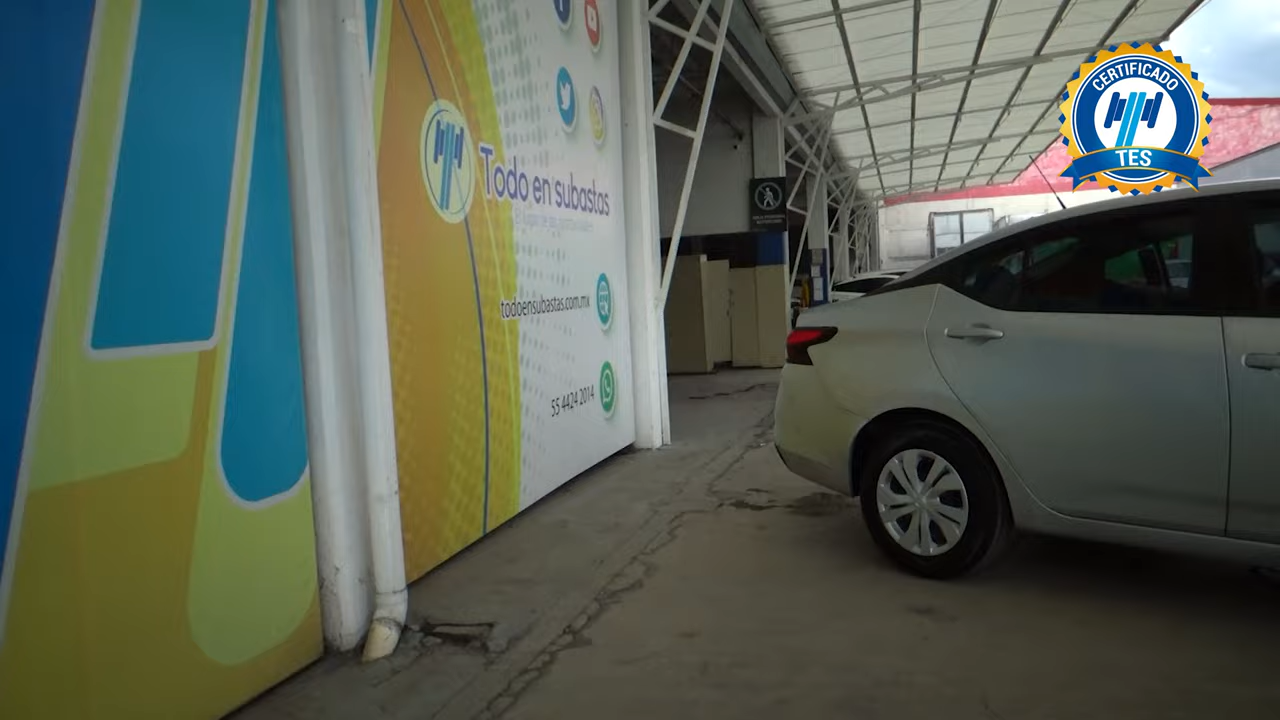 CERTIFICADO
TES
Todo en subastas
todoensubastas.com.mx
55 4424 2014